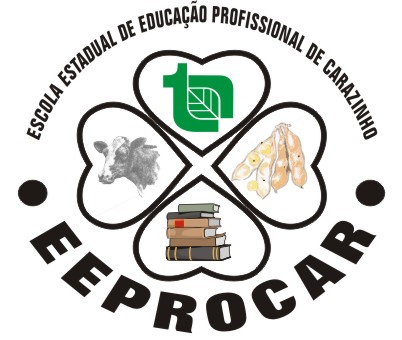 ESCOLA ESTADUAL DE EDUCAÇÃO PROFISSIONAL DE CARAZINHO
EEPROCAR